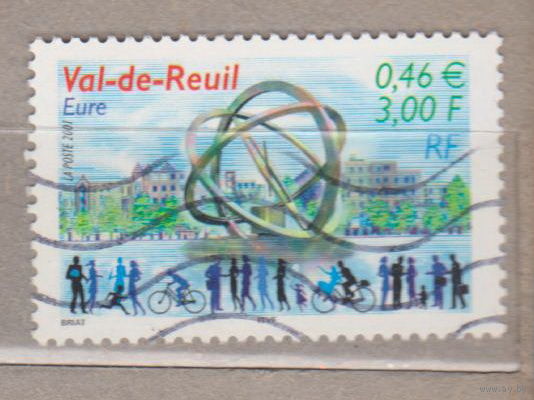 Val-de-Reuil
Eure
0,46 €
3,00 F
RF
LA POSTE 2001
BRIAT